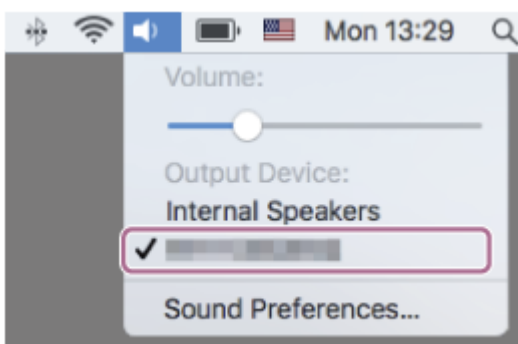 Mon 13:29
Volume:
Output Device:
Internal Speakers
Sound Preferences...